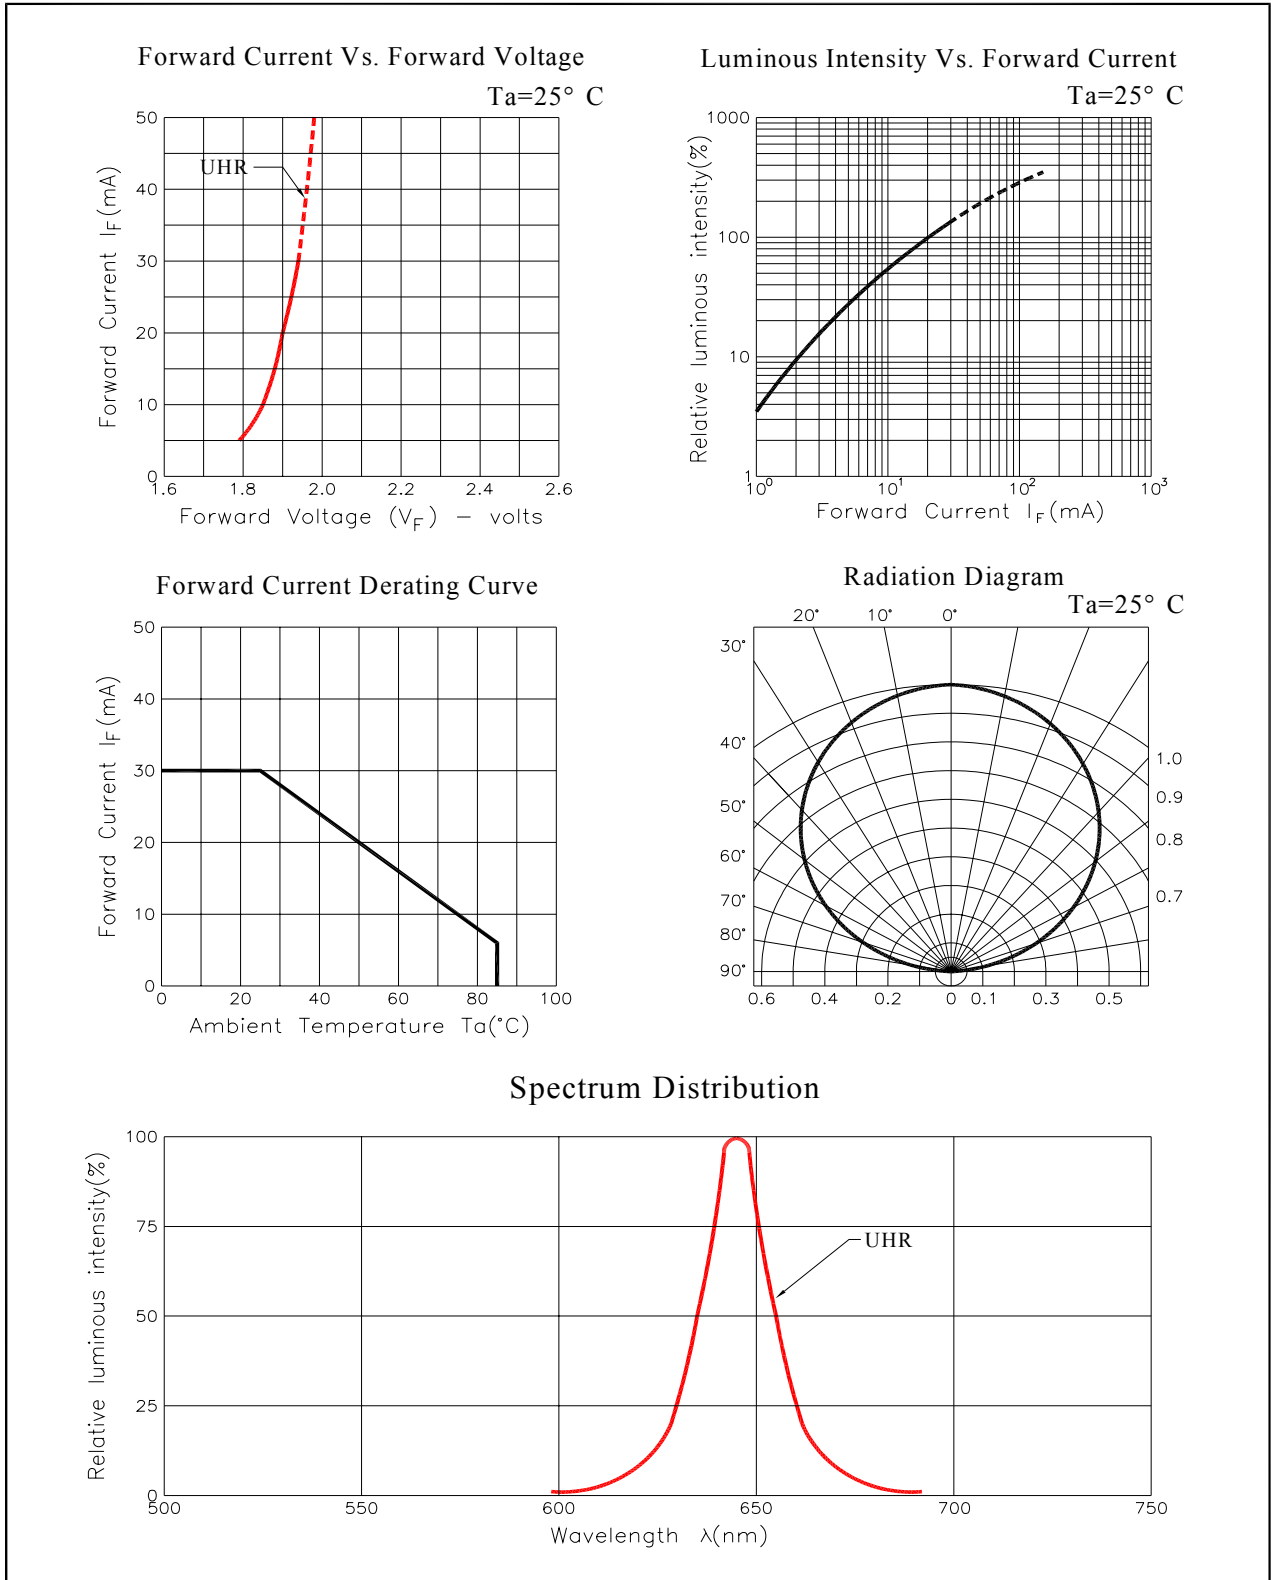 Forward Current Vs. Forward Voltage
Ta=25° C
50
40
30
20
10
0
UHR
Forward Current IF(mA)
1.6 1.8 2.0 2.2 2.4 2.6
Forward Voltage (VF) – volts
Luminous Intensity Vs. Forward Current
Ta=25° C
1000
100
10
1
Relative luminous intensity(%)
10⁰ 10¹ 10² 10³
Forward Current IF(mA)
Forward Current Derating Curve
50
40
30
20
10
0
Forward Current IF(mA)
0 20 40 60 80 100
Ambient Temperature Ta(°C)
Radiation Diagram
Ta=25° C
20° 10° 0°
30°
40°
50°
60°
70°
80°
90°
1.0
0.9
0.8
0.7
0.6 0.4 0.2 0 0.1 0.3 0.5
Spectrum Distribution
100
75
50
25
0
UHR
Relative luminous intensity(%)
500 550 600 650 700 750
Wavelength λ(nm)